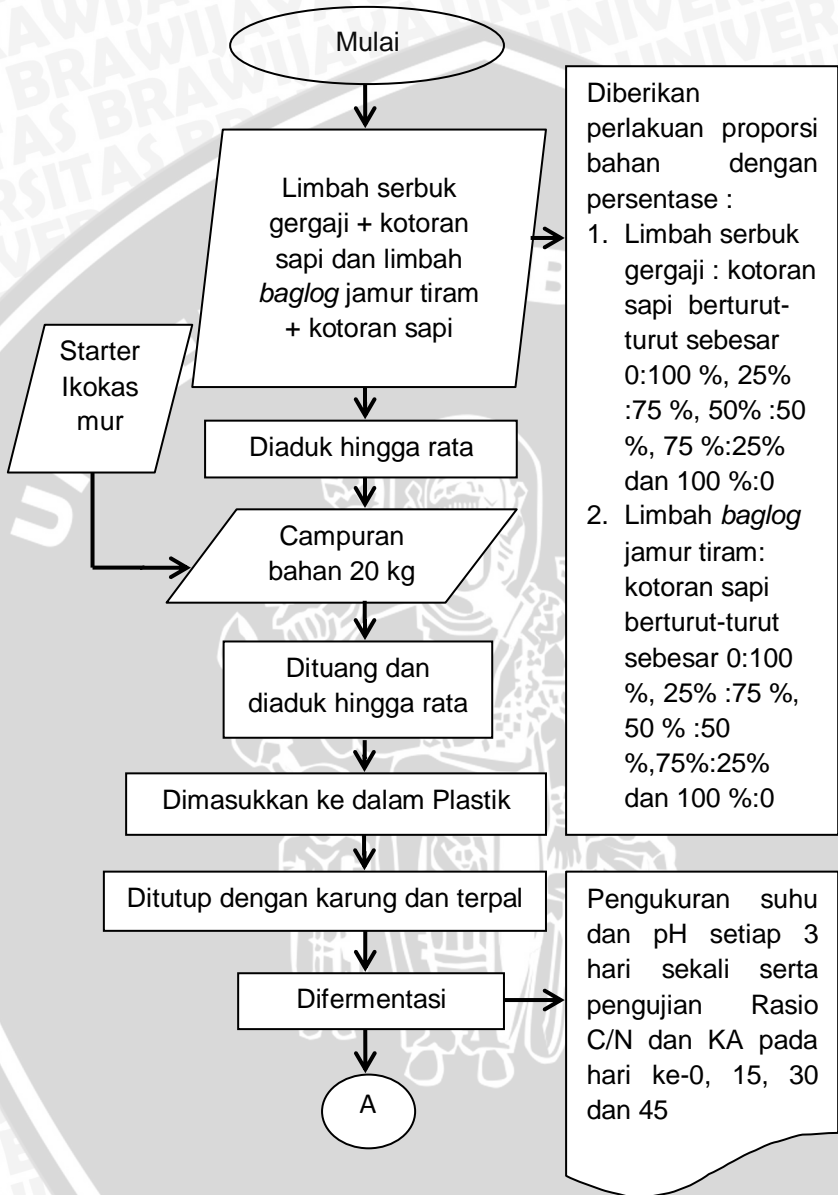 Mulai
Limbah serbuk
gergaji + kotoran
sapi dan limbah
baglog jamur tiram
+ kotoran sapi
Diberikan
perlakuan proporsi
bahan dengan
persentase :
1. Limbah serbuk
gergaji : kotoran
sapi berturut-
turut sebesar
0:100 %, 25%
:75 %, 50% :50
%, 75 %:25%
dan 100 %:0
2. Limbah baglog
jamur tiram:
kotoran sapi
berturut-turut
sebesar 0:100
%, 25% :75 %,
50 % :50
%,75%:25%
dan 100 %:0
Starter
Ikokas
mur
Diaduk hingga rata
Campuran
bahan 20 kg
Dituang dan
diaduk hingga rata
Dimasukkan ke dalam Plastik
Ditutup dengan karung dan terpal
Difermentasi
Pengukuran suhu
dan pH setiap 3
hari sekali serta
pengujian Rasio
C/N dan KA pada
hari ke-0, 15, 30
dan 45
A